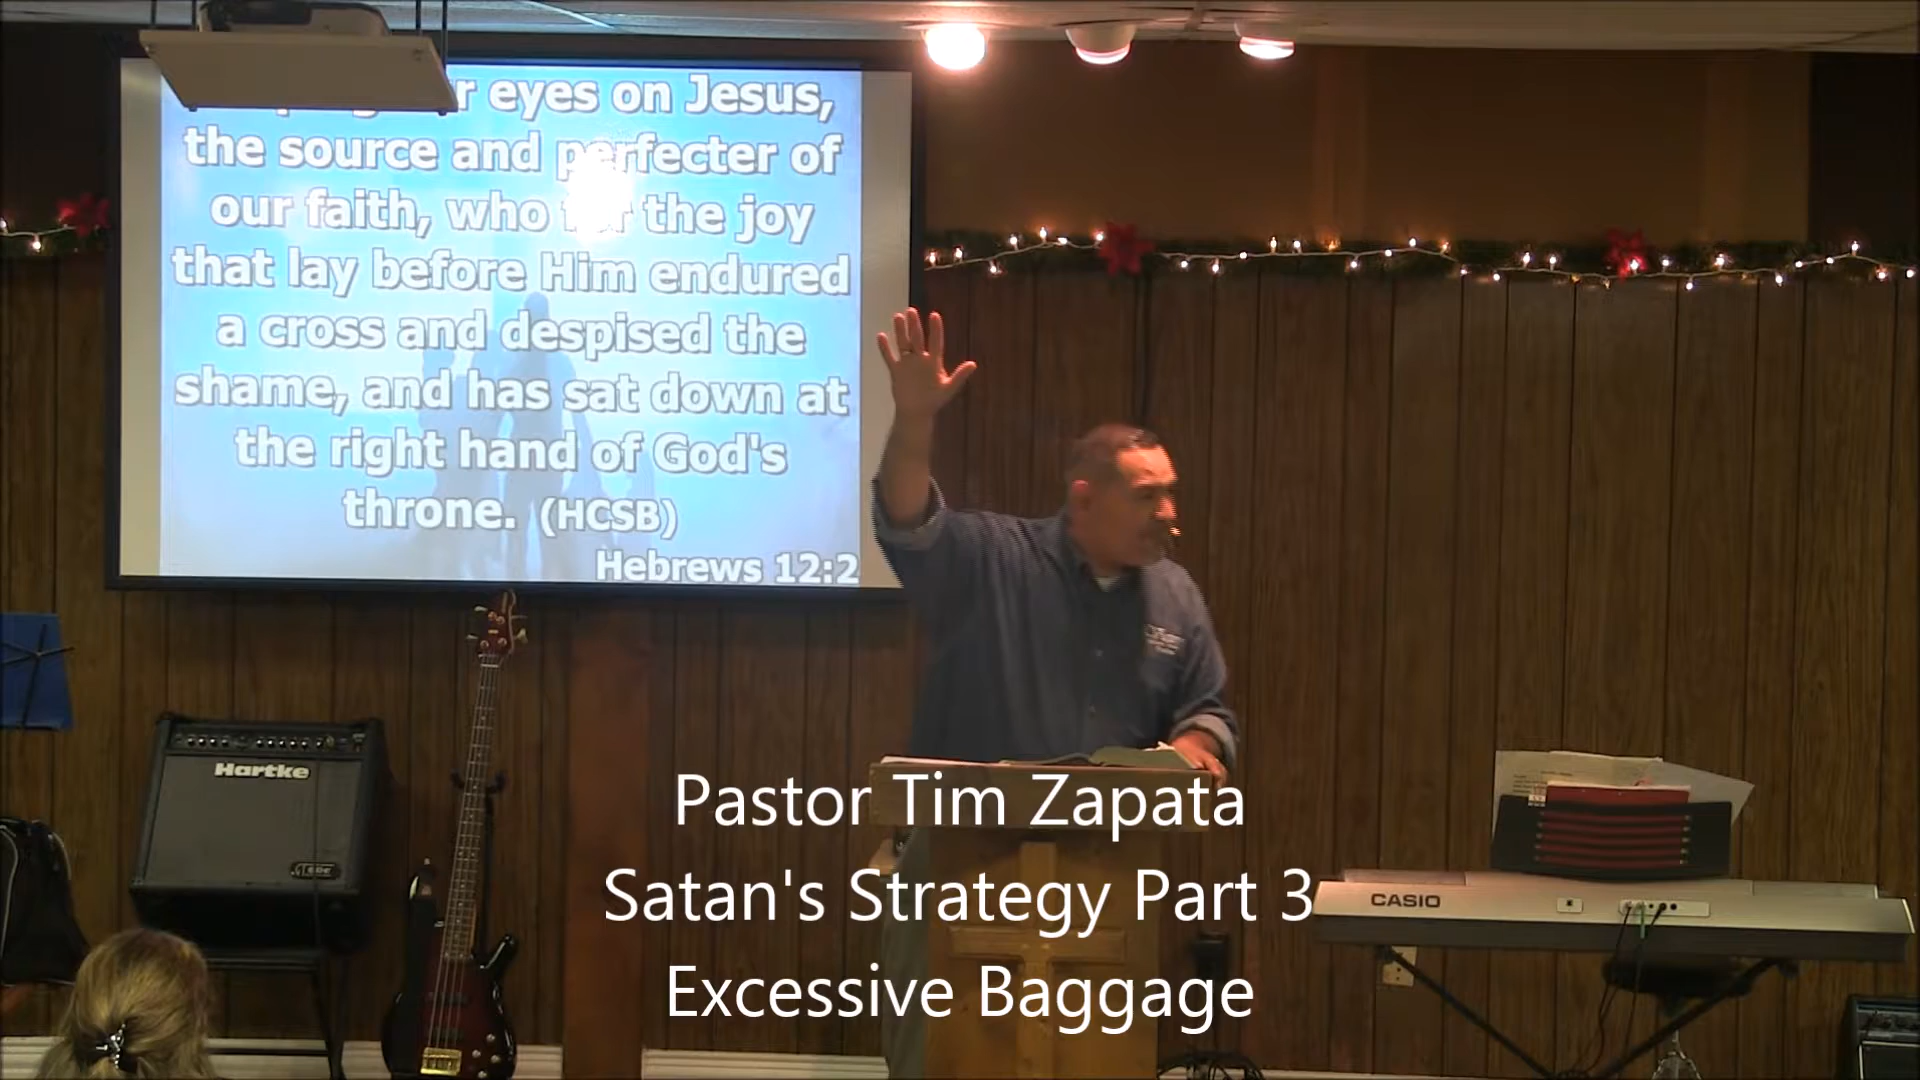 eyes on Jesus,
the source and perfecter of
our faith, who for the joy
that lay before Him endured
a cross and despised the
shame, and has sat down at
the right hand of God's
throne. (HCSB)
Hebrews 12:2
Hartke
CASIO
Pastor Tim Zapata
Satan's Strategy Part 3
Excessive Baggage